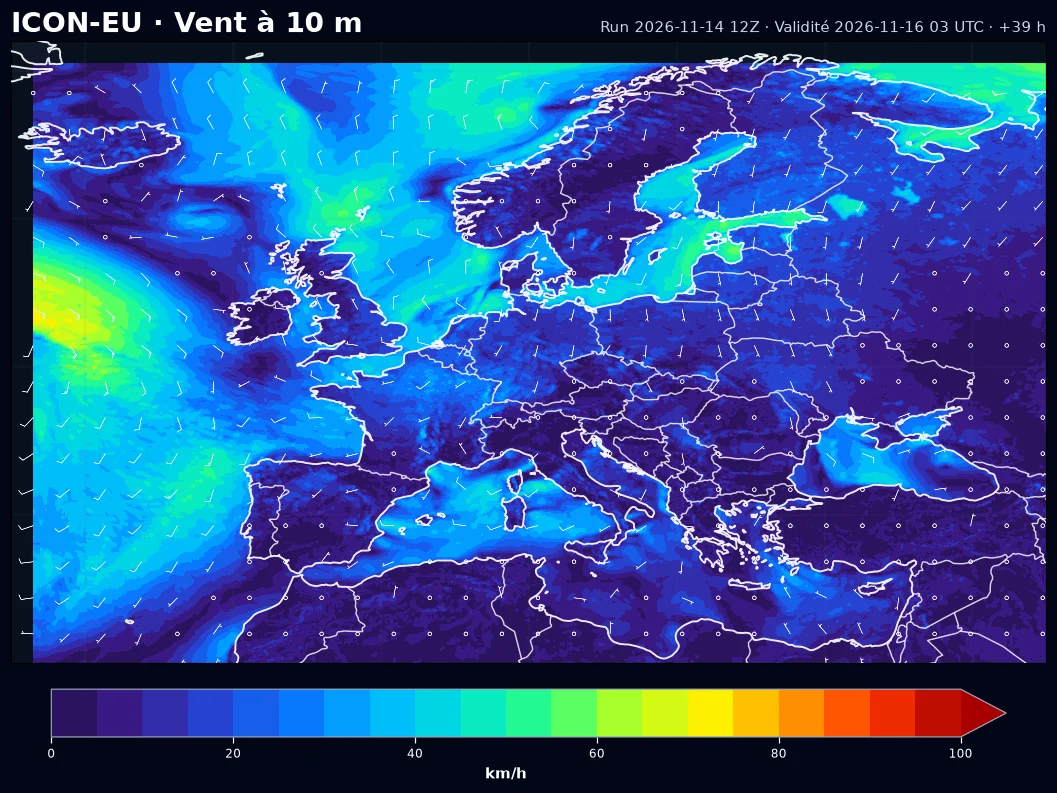 ICON-EU · Vent à 10 m
Run 2026-11-14 12Z · Validité 2026-11-16 03 UTC · +39 h
0 20 40 60 80 100
km/h